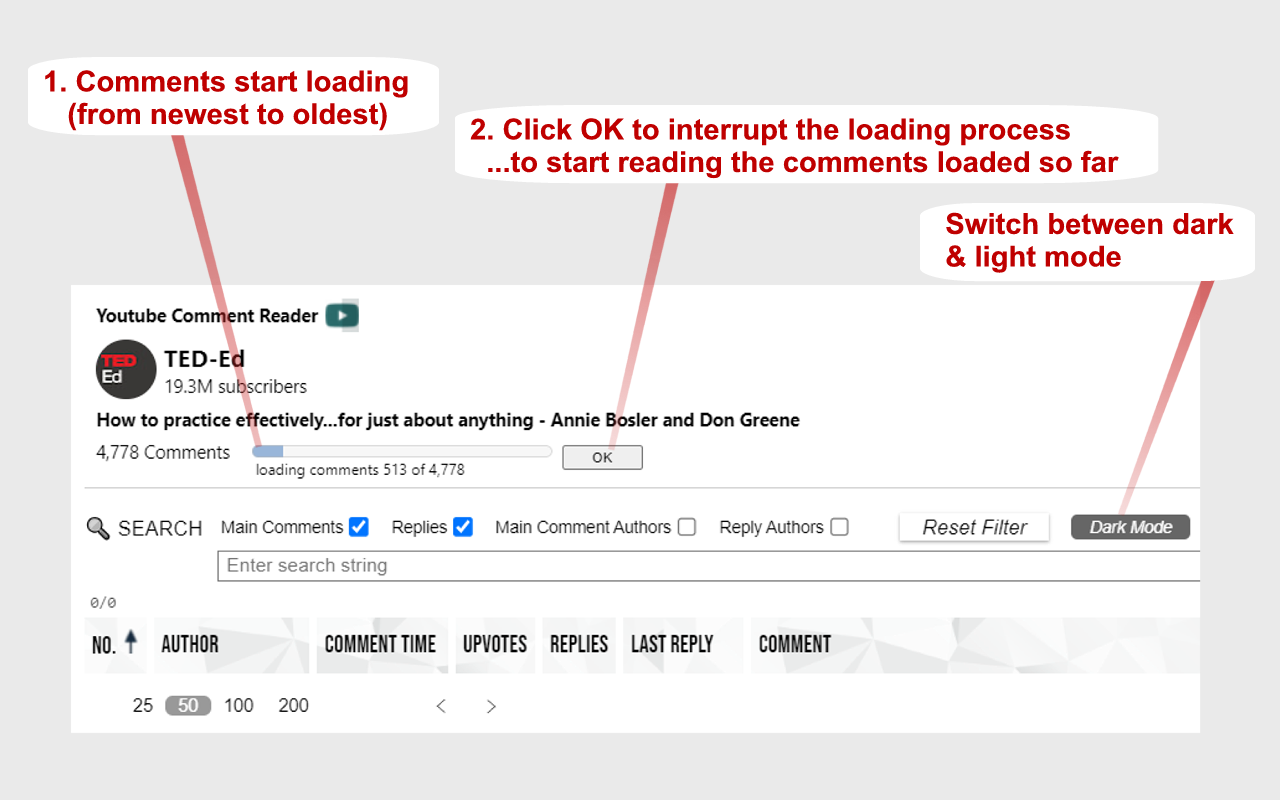 1. Comments start loading
(from newest to oldest)
2. Click OK to interrupt the loading process
...to start reading the comments loaded so far
Switch between dark
& light mode
Youtube Comment Reader
TED
Ed
TED-Ed
19.3M subscribers
How to practice effectively...for just about anything - Annie Bosler and Don Greene
4,778 Comments
OK
loading comments 513 of 4,778
SEARCH Main Comments Replies Main Comment Authors Reply Authors Reset Filter Dark Mode
Enter search string
0/0
NO. AUTHOR COMMENT TIME UPVOTES REPLIES LAST REPLY COMMENT
25 50 100 200 < >